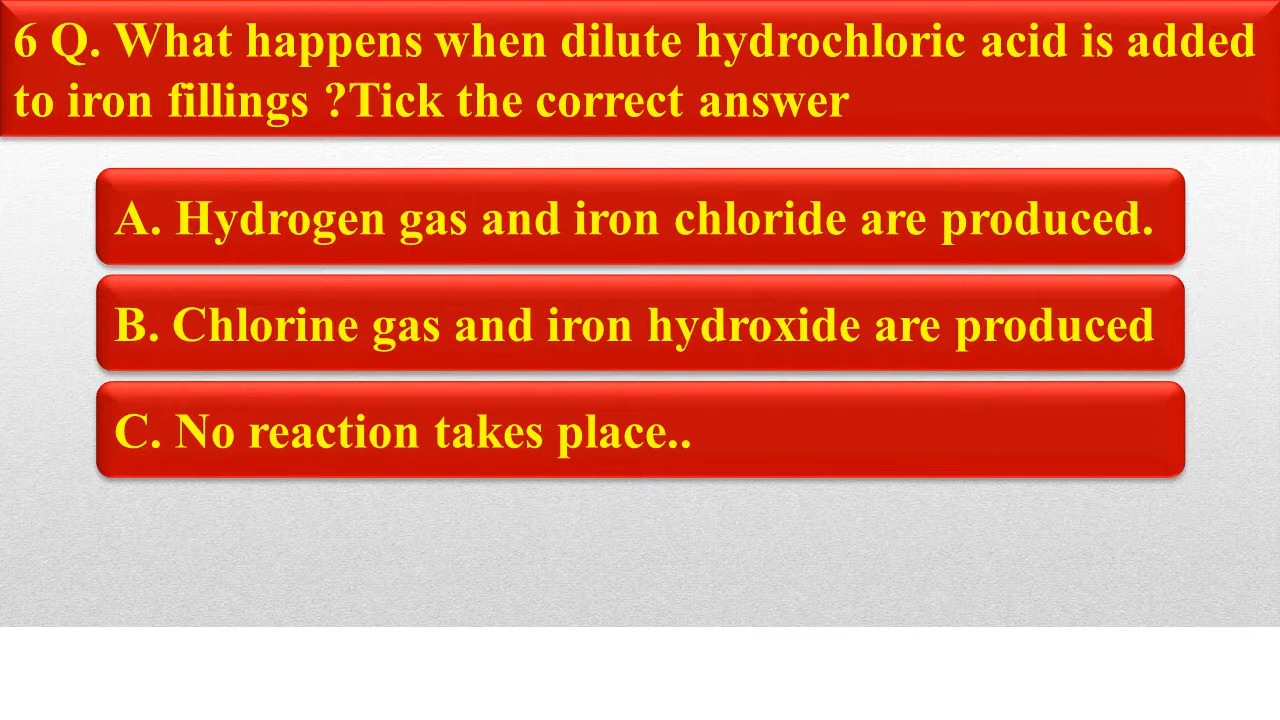 6 Q. What happens when dilute hydrochloric acid is added
to iron fillings ?Tick the correct answer
A. Hydrogen gas and iron chloride are produced.
B. Chlorine gas and iron hydroxide are produced
C. No reaction takes place..